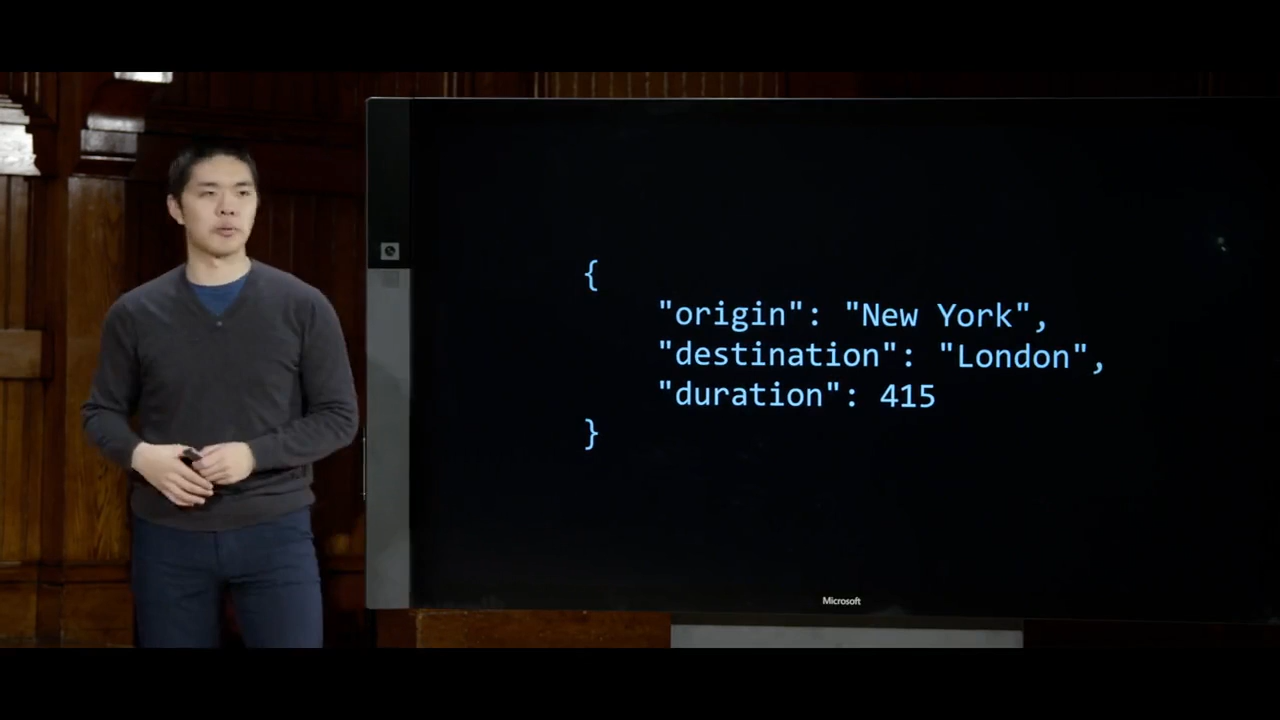 {
"origin": "New York",
"destination": "London",
"duration": 415
}
Microsoft